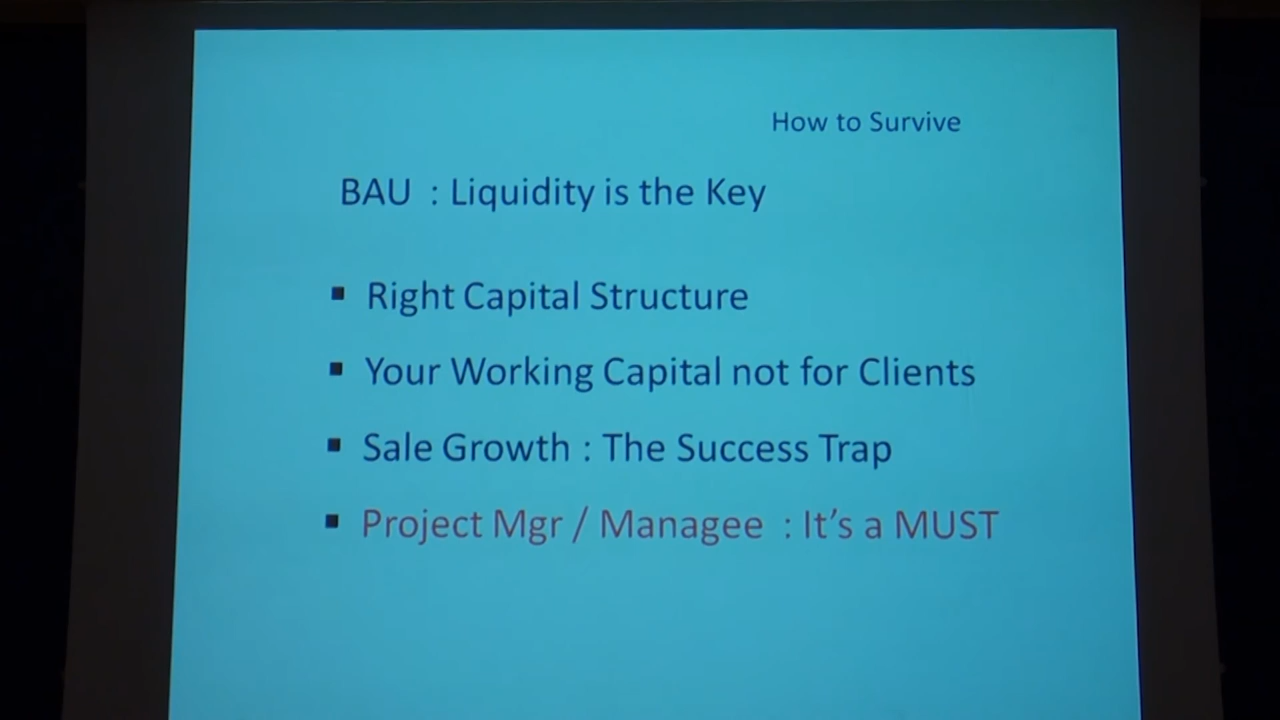 How to Survive
BAU : Liquidity is the Key
▪ Right Capital Structure
▪ Your Working Capital not for Clients
▪ Sale Growth : The Success Trap
▪ Project Mgr / Managee : It's a MUST